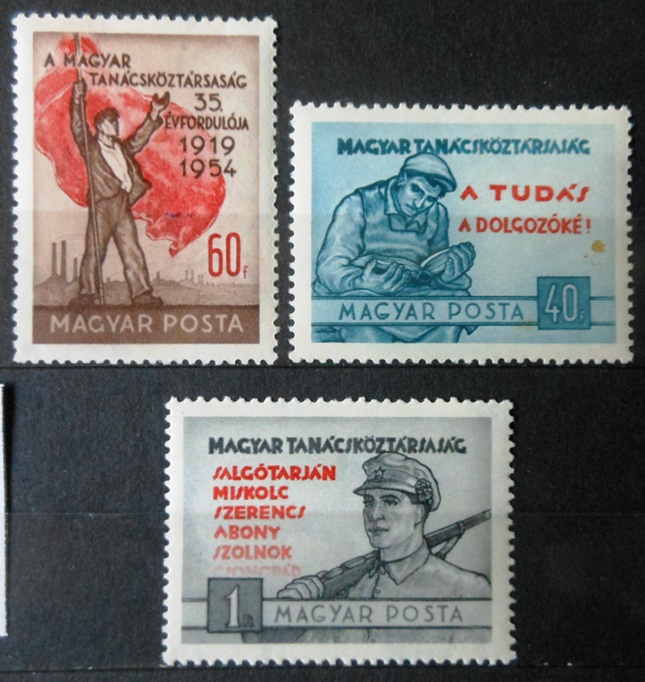 A MAGYAR
TANÁCSKÖZTÁRSASÁG
35.
ÉVFORDULÓJA
1919
1954
60f
MAGYAR POSTA
MAGYAR TANÁCSKÖZTÁRSASÁG
A TUDÁS
A DOLGOZÓKÉ!
MAGYAR POSTA 40f
MAGYAR TANÁCSKÖZTÁRSASÁG
SALGÓTARJÁN
MISKOLC
SZERENCS
ABONY
SZOLNOK
CSONGRÁD
1 MAGYAR POSTA